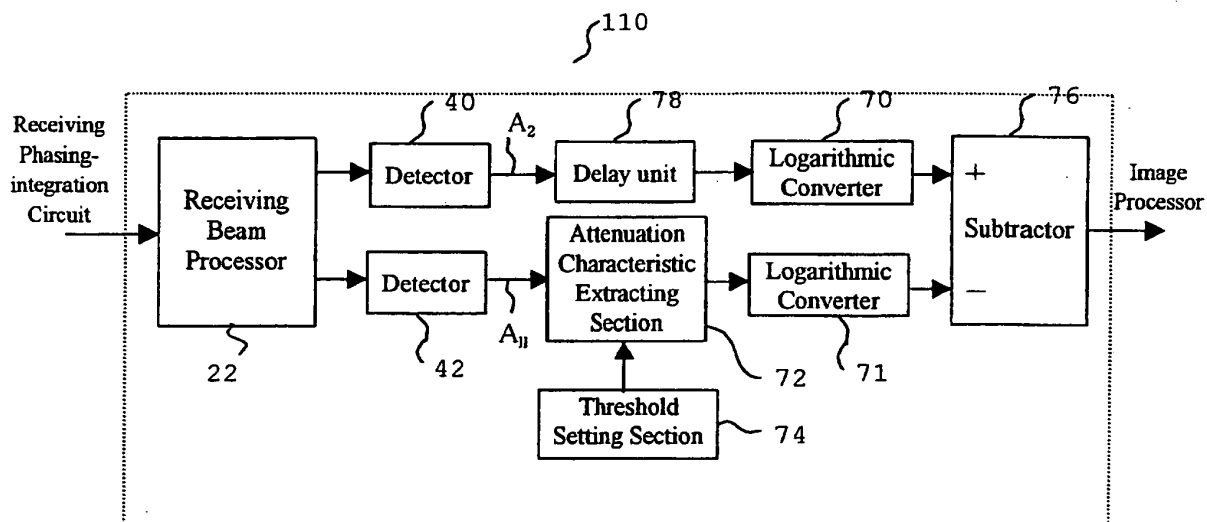 110
40
78
70
76
Receiving
Phasing-
integration
Circuit
Receiving
Beam
Processor
22
Detector
A₂
Delay unit
Logarithmic
Converter
+
Subtractor
−
Image
Processor
Detector
42
A₁₁
Attenuation
Characteristic
Extracting
Section
72
Logarithmic
Converter
71
Threshold
Setting Section
74